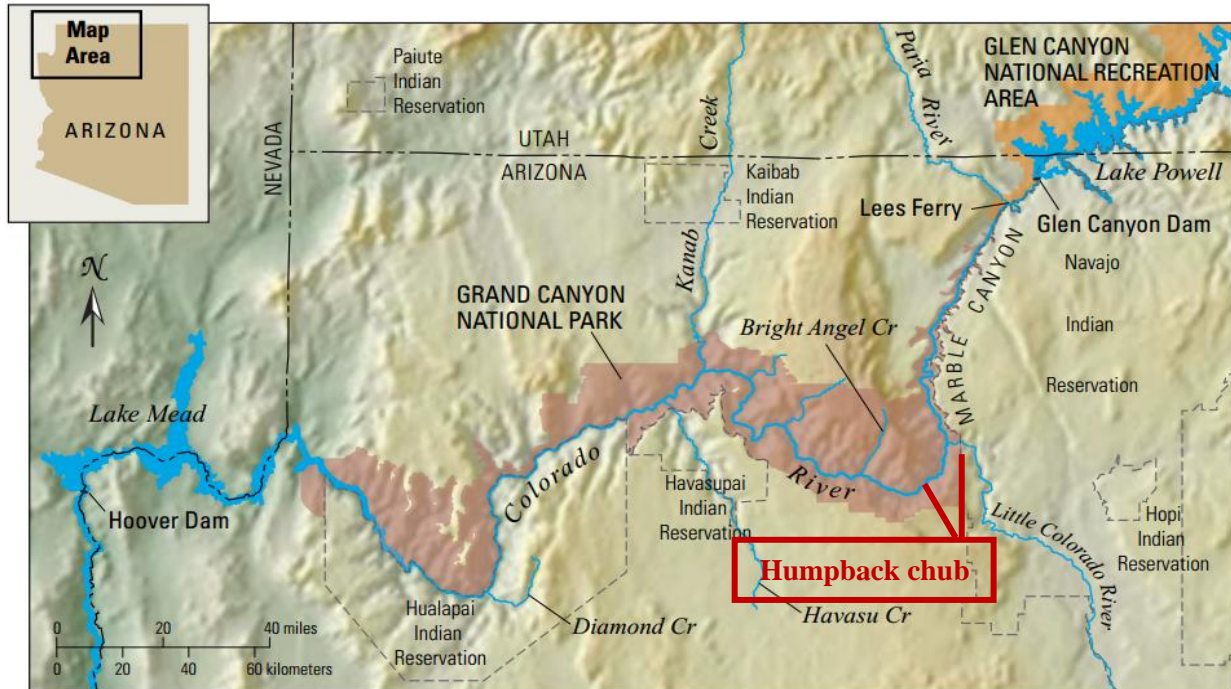 Map
Area
ARIZONA
Paiute
Indian
Reservation
NEVADA
UTAH
ARIZONA
Kanab
Creek
Kaibab
Indian
Reservation
Paria
River
GLEN CANYON
NATIONAL RECREATION
AREA
Lake Powell
Lees Ferry
Glen Canyon Dam
MARBLE CANYON
Navajo
Indian
Reservation
N
GRAND CANYON
NATIONAL PARK
Bright Angel Cr
Lake Mead
Hoover Dam
Colorado
River
Havasupai
Indian
Reservation
Little Colorado
River
Hopi
Indian
Reservation
Humpback chub
Havasu Cr
Diamond Cr
Hualapai
Indian
Reservation
0 20 40 miles
0 20 40 60 kilometers